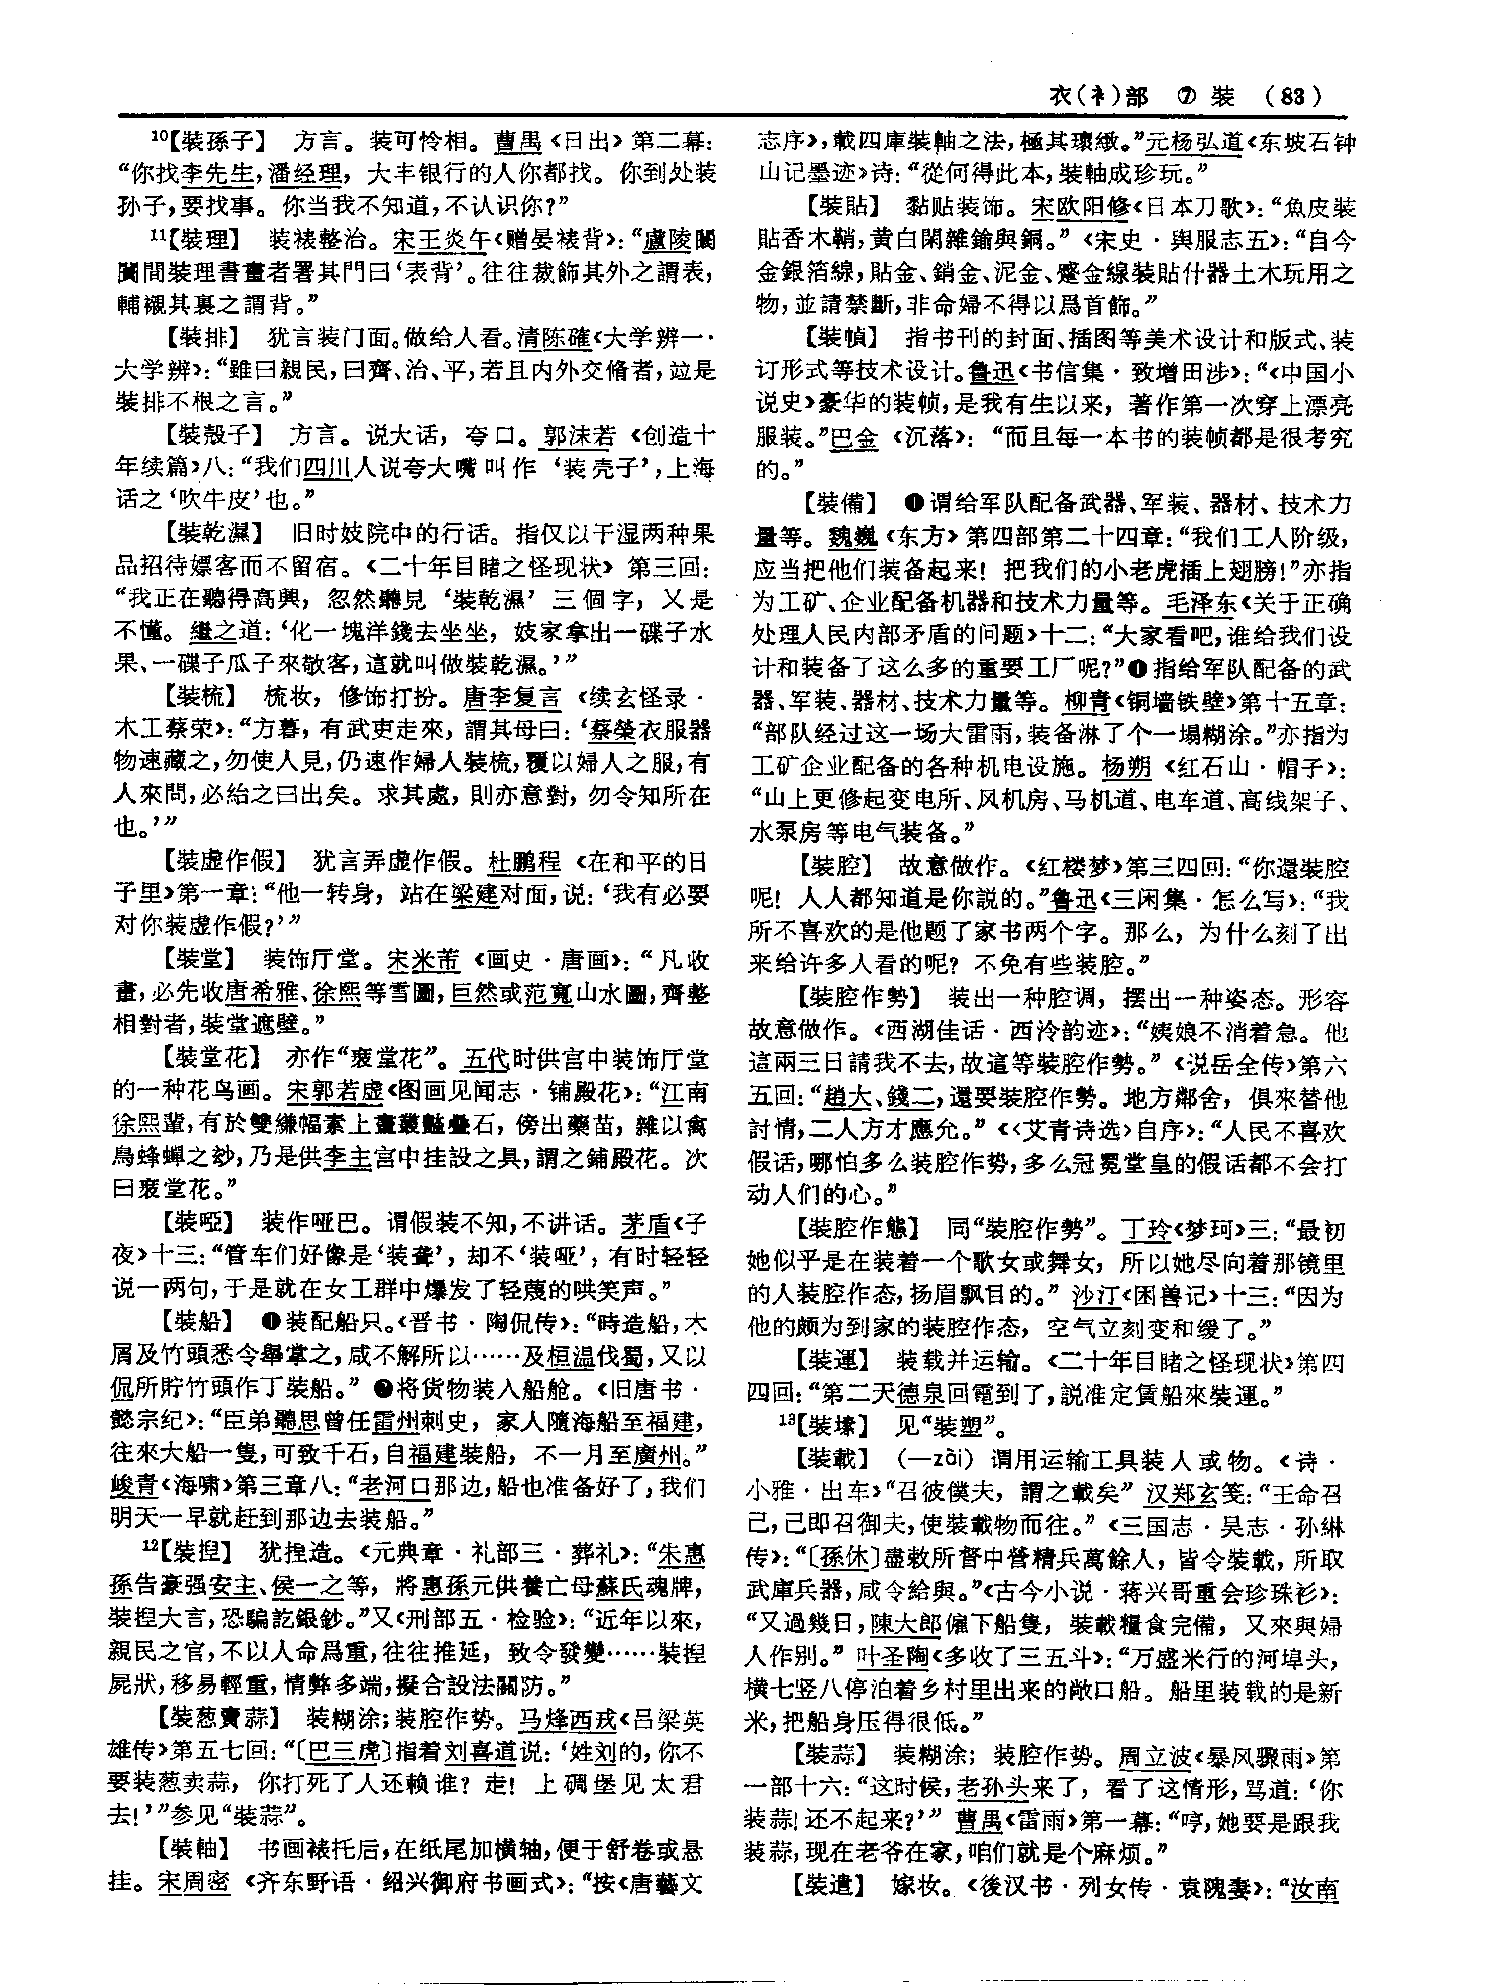 衣(衤)部 ⑦ 装 (83)
10【裝孫子】 方言。装可怜相。曹禺《日出》第二幕：
“你找李先生，潘经理，大丰银行的人你都找。你到处装
孙子，要找事。你当我不知道，不认识你？”
11【裝理】 装裱整治。宋王炎午《赠晏裱背》：“廬陵闤
闠間裝理書畫者署其門曰‘表背’。往往裁飾其外之謂表，
輔襯其裏之謂背。”
【裝排】 犹言装门面。做给人看。清陈確《大学辨一·
大学辨》：“雖曰親民，曰齊、治、平，若且内外交脩者，竝是
裝排不根之言。”
【裝殼子】 方言。说大话，夸口。郭沫若《创造十
年续篇》八：“我们四川人说夸大嘴叫作‘装壳子’，上海
话之‘吹牛皮’也。”
【裝乾濕】 旧时妓院中的行话。指仅以干湿两种果
品招待嫖客而不留宿。《二十年目睹之怪现状》第三回：
“我正在聽得高興，忽然聽見‘裝乾濕’三個字，又是
不懂。繼之道：‘化一塊洋錢去坐坐，妓家拿出一碟子水
果、一碟子瓜子來敬客，這就叫做裝乾濕。’”
【裝梳】 梳妆，修饰打扮。唐李复言《续玄怪录·
木工蔡荣》：“方暮，有武吏走來，謂其母曰：‘蔡榮衣服器
物速藏之，勿使人見，仍速作婦人裝梳，覆以婦人之服，有
人來問，必紿之曰出矣。求其處，則亦意對，勿令知所在
也。’”
【裝虚作假】 犹言弄虚作假。杜鹏程《在和平的日
子里》第一章：“他一转身，站在梁建对面，说：‘我有必要
对你装虚作假？’”
【裝堂】 装饰厅堂。宋米芾《画史·唐画》：“凡收
畫，必先收唐希雅、徐熙等雪圖，巨然或范寬山水圖，齊整
相對者，裝堂遮壁。”
【裝堂花】 亦作“裵堂花”。五代时供宫中装饰厅堂
的一种花鸟画。宋郭若虚《图画见闻志·铺殿花》：“江南
徐熙輩，有於雙縑幅素上畫叢豔疊石，傍出藥苗，雜以禽
鳥蜂蟬之玅，乃是供李主宫中挂設之具，謂之鋪殿花。次
曰裵堂花。”
【裝啞】 装作哑巴。谓假装不知，不讲话。茅盾《子
夜》十三：“管车们好像是‘装聋’，却不‘装哑’，有时轻轻
说一两句，于是就在女工群中爆发了轻蔑的哄笑声。”
【裝船】 ❶装配船只。《晋书·陶侃传》：“時造船，木
屑及竹頭悉令舉掌之，咸不解所以……及桓温伐蜀，又以
侃所貯竹頭作丁裝船。”❷将货物装入船舱。《旧唐书·
懿宗纪》：“臣弟聽思曾任雷州刺史，家人隨海船至福建，
往來大船一隻，可致千石，自福建裝船，不一月至廣州。”
峻青《海啸》第三章八：“老河口那边，船也准备好了，我们
明天一早就赶到那边去装船。”
12【裝捏】 犹捏造。《元典章·礼部三·葬礼》：“朱惠
孫告豪强安主、侯一之等，將惠孫元供養亡母蘇氏魂牌，
裝捏大言，恐騙訖銀鈔。”又《刑部五·检验》：“近年以來，
親民之官，不以人命爲重，往往推延，致令發變……裝捏
屍狀，移易輕重，情弊多端，擬合設法關防。”
【裝葱賣蒜】 装糊涂；装腔作势。马烽西戎《吕梁英
雄传》第五七回：“〔巴三虎〕指着刘喜道说：‘姓刘的，你不
要装葱卖蒜，你打死了人还赖谁？走！上碉堡见太君
去！’”参见“裝蒜”。
【裝軸】 书画裱托后，在纸尾加横轴，便于舒卷或悬
挂。宋周密《齐东野语·绍兴御府书画式》：“按《唐藝文
志序》，載四庫裝軸之法，極其瓌緻。”元杨弘道《东坡石钟
山记墨迹》诗：“從何得此本，裝軸成珍玩。”
【裝貼】 黏贴装饰。宋欧阳修《日本刀歌》：“魚皮裝
貼香木鞘，黄白閑雜鍮與銅。”《宋史·舆服志五》：“自今
金銀箔線，貼金、銷金、泥金、蹙金線裝貼什器土木玩用之
物，並請禁斷，非命婦不得以爲首飾。”
【裝幀】 指书刊的封面、插图等美术设计和版式、装
订形式等技术设计。鲁迅《书信集·致增田涉》：“《中国小
说史》豪华的装帧，是我有生以来，著作第一次穿上漂亮
服装。”巴金《沉落》：“而且每一本书的装帧都是很考究
的。”
【裝備】 ❶谓给军队配备武器、军装、器材、技术力
量等。魏巍《东方》第四部第二十四章：“我们工人阶级，
应当把他们装备起来！把我们的小老虎插上翅膀！”亦指
为工矿、企业配备机器和技术力量等。毛泽东《关于正确
处理人民内部矛盾的问题》十二：“大家看吧，谁给我们设
计和装备了这么多的重要工厂呢？”❶指给军队配备的武
器、军装、器材、技术力量等。柳青《铜墙铁壁》第十五章：
“部队经过这一场大雷雨，装备淋了个一塌糊涂。”亦指为
工矿企业配备的各种机电设施。杨朔《红石山·帽子》：
“山上更修起变电所、风机房、马机道、电车道、高线架子、
水泵房等电气装备。”
【裝腔】 故意做作。《红楼梦》第三四回：“你還裝腔
呢！人人都知道是你説的。”鲁迅《三闲集·怎么写》：“我
所不喜欢的是他题了家书两个字。那么，为什么刻了出
来给许多人看的呢？不免有些装腔。”
【裝腔作勢】 装出一种腔调，摆出一种姿态。形容
故意做作。《西湖佳话·西泠韵迹》：“姨娘不消着急。他
這兩三日請我不去，故這等裝腔作勢。”《说岳全传》第六
五回：“趙大、錢二，還要裝腔作勢。地方鄰舍，俱來替他
討情，二人方才應允。”《〈艾青诗选〉自序》：“人民不喜欢
假话，哪怕多么装腔作势，多么冠冕堂皇的假话都不会打
动人们的心。”
【裝腔作態】 同“裝腔作勢”。丁玲《梦珂》三：“最初
她似乎是在装着一个歌女或舞女，所以她尽向着那镜里
的人装腔作态，扬眉飘目的。”沙汀《困兽记》十三：“因为
他的颇为到家的装腔作态，空气立刻变和缓了。”
【裝運】 装载并运输。《二十年目睹之怪现状》第四
四回：“第二天德泉回電到了，説准定賃船來裝運。”
13【裝塐】 见“裝塑”。
【裝載】 （—zài）谓用运输工具装人或物。《诗·
小雅·出车》“召彼僕夫，謂之載矣”汉郑玄笺：“王命召
己，己即召御夫，使裝載物而往。”《三国志·吴志·孙綝
传》：“〔孫休〕盡敕所督中營精兵萬餘人，皆令裝載，所取
武庫兵器，咸令給與。”《古今小说·蒋兴哥重会珍珠衫》：
“又過幾日，陳大郎僱下船隻，裝載糧食完備，又來與婦
人作别。”叶圣陶《多收了三五斗》：“万盛米行的河埠头，
横七竖八停泊着乡村里出来的敞口船。船里装载的是新
米，把船身压得很低。”
【裝蒜】 装糊涂；装腔作势。周立波《暴风骤雨》第
一部十六：“这时候，老孙头来了，看了这情形，骂道：‘你
装蒜！还不起来？’”曹禺《雷雨》第一幕：“哼，她要是跟我
装蒜，现在老爷在家，咱们就是个麻烦。”
【裝遣】 嫁妆。《後汉书·列女传·袁隗妻》：“汝南